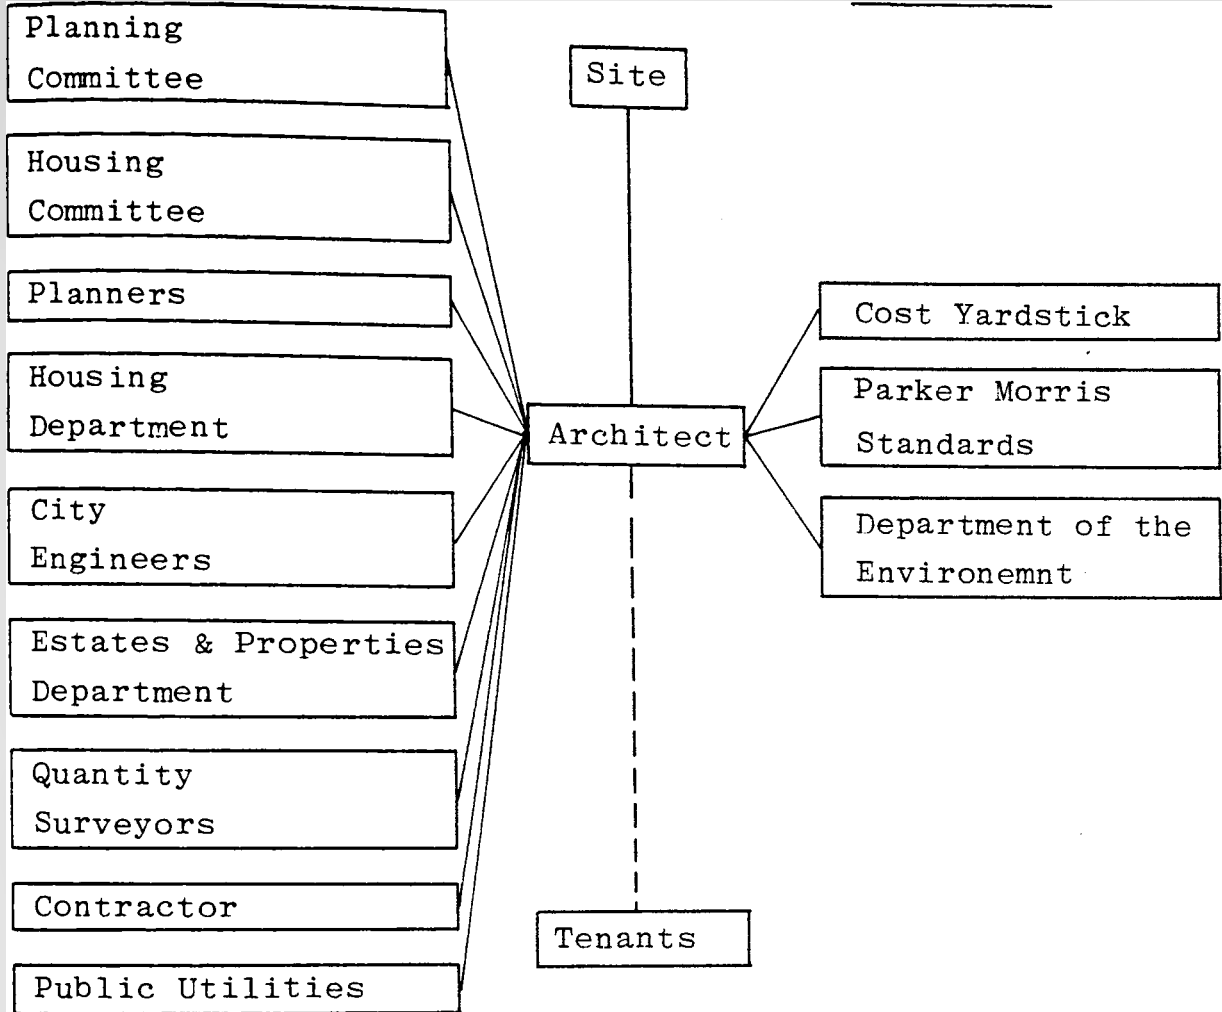 Planning
Committee
Housing
Committee
Planners
Housing
Department
City
Engineers
Estates & Properties
Department
Quantity
Surveyors
Contractor
Public Utilities
Site
Architect
Tenants
Cost Yardstick
Parker Morris
Standards
Department of the
Environemnt